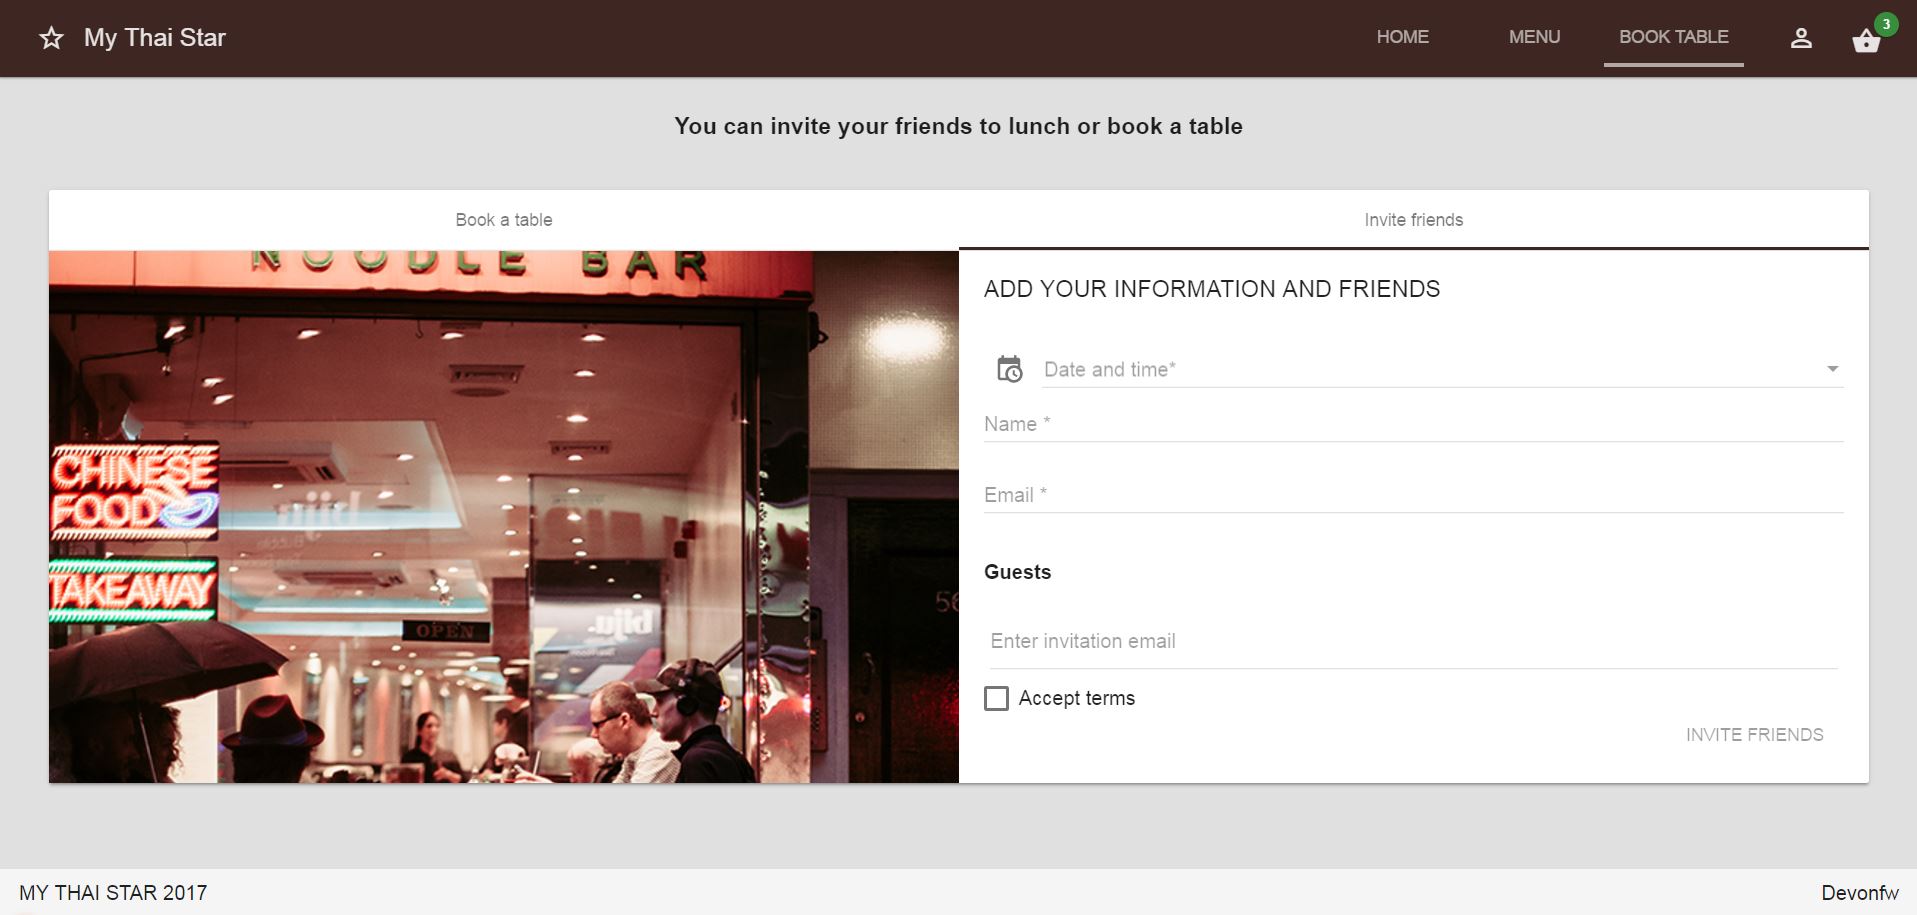 My Thai Star
HOME
MENU
BOOK TABLE
3
You can invite your friends to lunch or book a table
Book a table
Invite friends
NOODLE BAR
CHINESE
FOOD
TAKEAWAY
OPEN
biju
56
ADD YOUR INFORMATION AND FRIENDS
Date and time*
Name *
Email *
Guests
Enter invitation email
Accept terms
INVITE FRIENDS
MY THAI STAR 2017
Devonfw